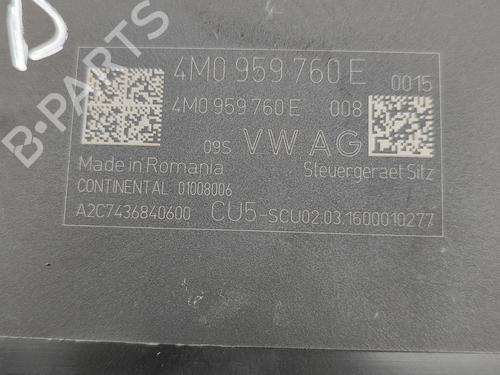 D
B-PARTS
4M0 959 760 E 0015
4M0 959 760 E 008
09S VW AG
Made in Romania Steuergeraet Sitz
CONTINENTAL 01008006
A2C7436840600 CU5-SCU02.03.1600010277